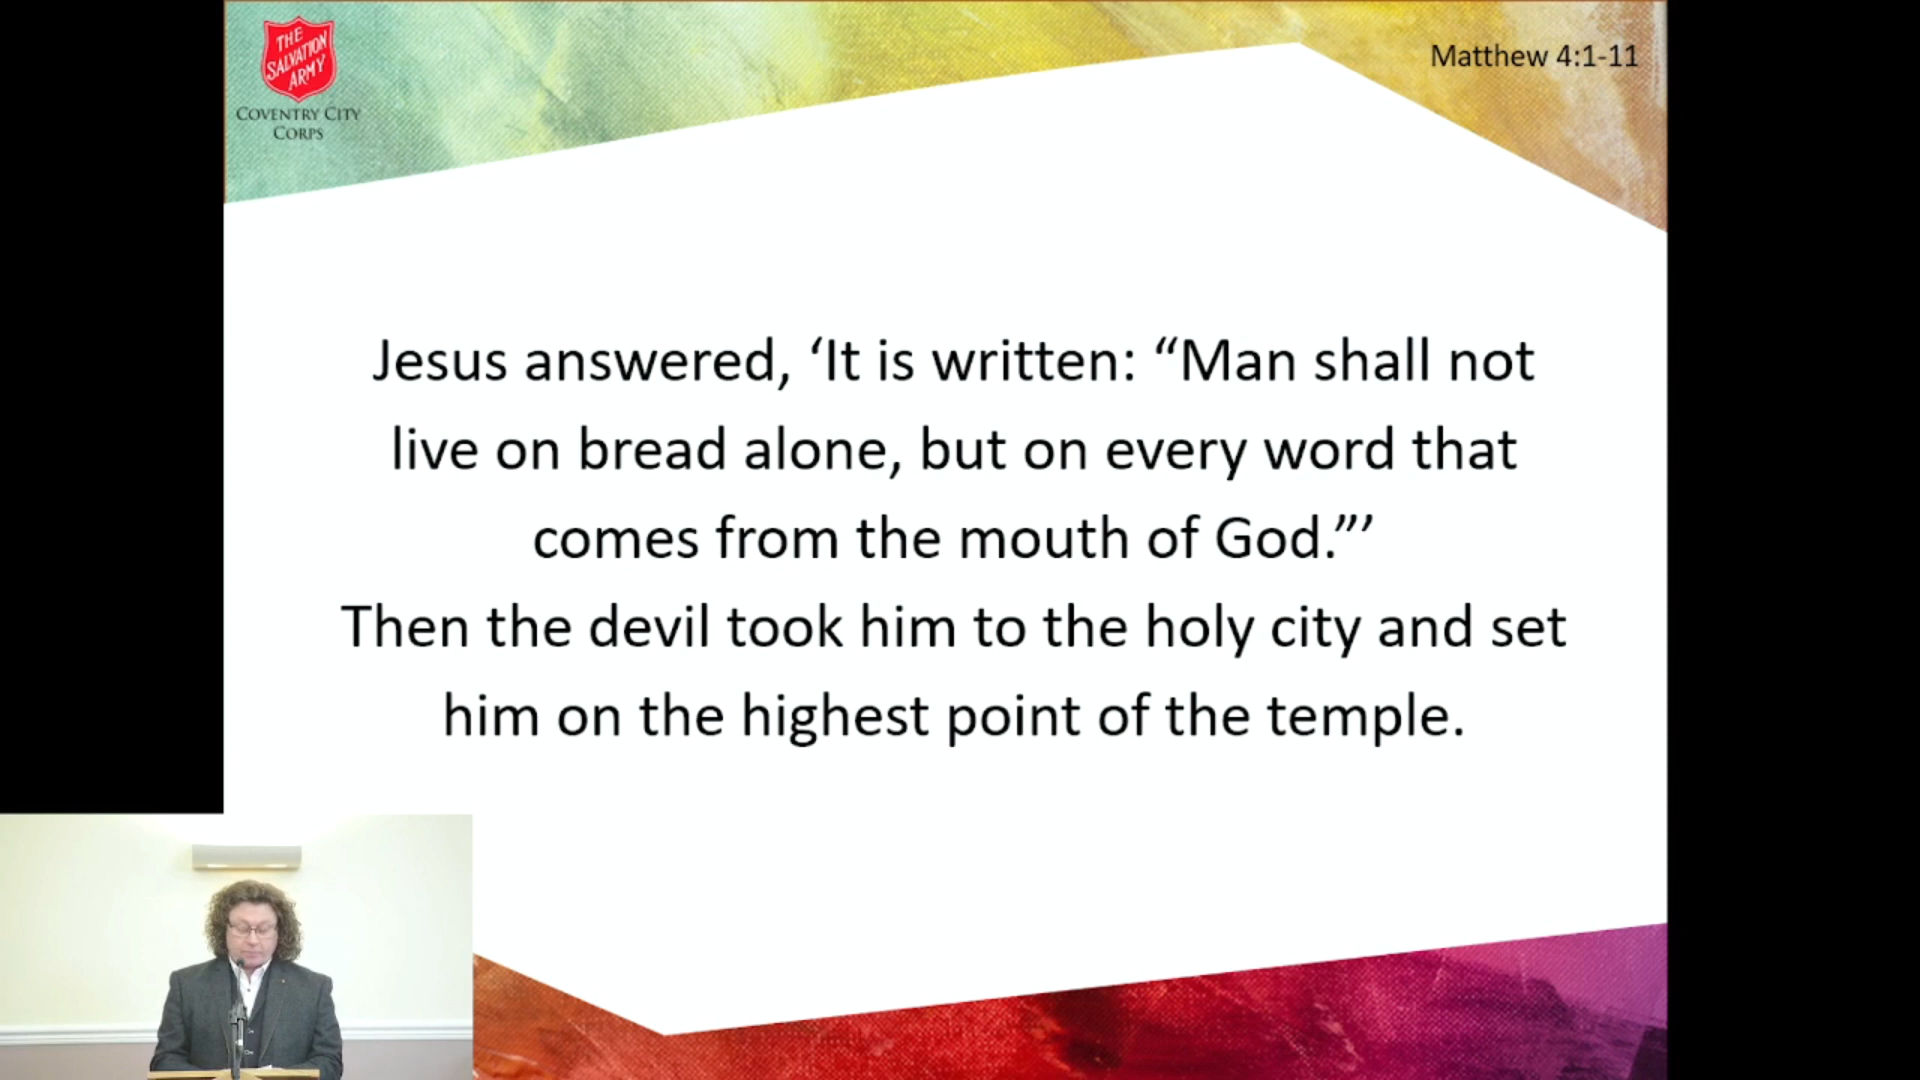 THE
SALVATION
ARMY
COVENTRY CITY
CORPS
Matthew 4:1-11
Jesus answered, ‘It is written: “Man shall not
live on bread alone, but on every word that
comes from the mouth of God.”’
Then the devil took him to the holy city and set
him on the highest point of the temple.